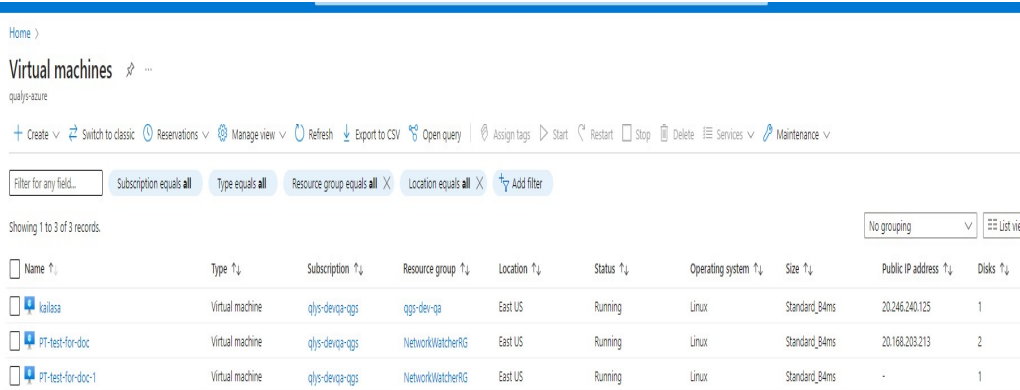 Home >
Virtual machines ...
qualys-azure
+ Create Switch to classic Reservations Manage view Refresh Export to CSV Open query Assign tags Start Restart Stop Delete Services Maintenance
Filter for any field... Subscription equals all Type equals all Resource group equals all × Location equals all × Add filter
Showing 1 to 3 of 3 records. No grouping List vie
Name ↑↓ Type ↑↓ Subscription ↑↓ Resource group ↑↓ Location ↑↓ Status ↑↓ Operating system ↑↓ Size ↑↓ Public IP address ↑↓ Disks ↑↓
kailasa Virtual machine qlys-devqa-qgs qgs-dev-qa East US Running Linux Standard_B4ms 20.246.240.125 1
PT-test-for-doc Virtual machine qlys-devqa-qgs NetworkWatcherRG East US Running Linux Standard_B4ms 20.168.203.213 2
PT-test-for-doc-1 Virtual machine qlys-devqa-qgs NetworkWatcherRG East US Running Linux Standard_B4ms - 1